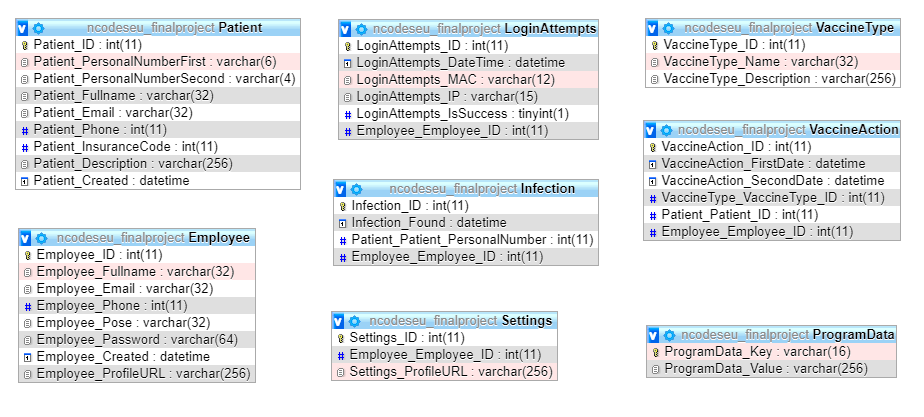 ncodeseu_finalproject Patient
Patient_ID : int(11)
Patient_PersonalNumberFirst : varchar(6)
Patient_PersonalNumberSecond : varchar(4)
Patient_Fullname : varchar(32)
Patient_Email : varchar(32)
Patient_Phone : int(11)
Patient_InsuranceCode : int(11)
Patient_Description : varchar(256)
Patient_Created : datetime
ncodeseu_finalproject Employee
Employee_ID : int(11)
Employee_Fullname : varchar(32)
Employee_Email : varchar(32)
Employee_Phone : int(11)
Employee_Pose : varchar(32)
Employee_Password : varchar(64)
Employee_Created : datetime
Employee_ProfileURL : varchar(256)
ncodeseu_finalproject LoginAttempts
LoginAttempts_ID : int(11)
LoginAttempts_DateTime : datetime
LoginAttempts_MAC : varchar(12)
LoginAttempts_IP : varchar(15)
LoginAttempts_IsSuccess : tinyint(1)
Employee_Employee_ID : int(11)
ncodeseu_finalproject Infection
Infection_ID : int(11)
Infection_Found : datetime
Patient_Patient_PersonalNumber : int(11)
Employee_Employee_ID : int(11)
ncodeseu_finalproject Settings
Settings_ID : int(11)
Employee_Employee_ID : int(11)
Settings_ProfileURL : varchar(256)
ncodeseu_finalproject VaccineType
VaccineType_ID : int(11)
VaccineType_Name : varchar(32)
VaccineType_Description : varchar(256)
ncodeseu_finalproject VaccineAction
VaccineAction_ID : int(11)
VaccineAction_FirstDate : datetime
VaccineAction_SecondDate : datetime
VaccineType_VaccineType_ID : int(11)
Patient_Patient_ID : int(11)
Employee_Employee_ID : int(11)
ncodeseu_finalproject ProgramData
ProgramData_Key : varchar(16)
ProgramData_Value : varchar(256)